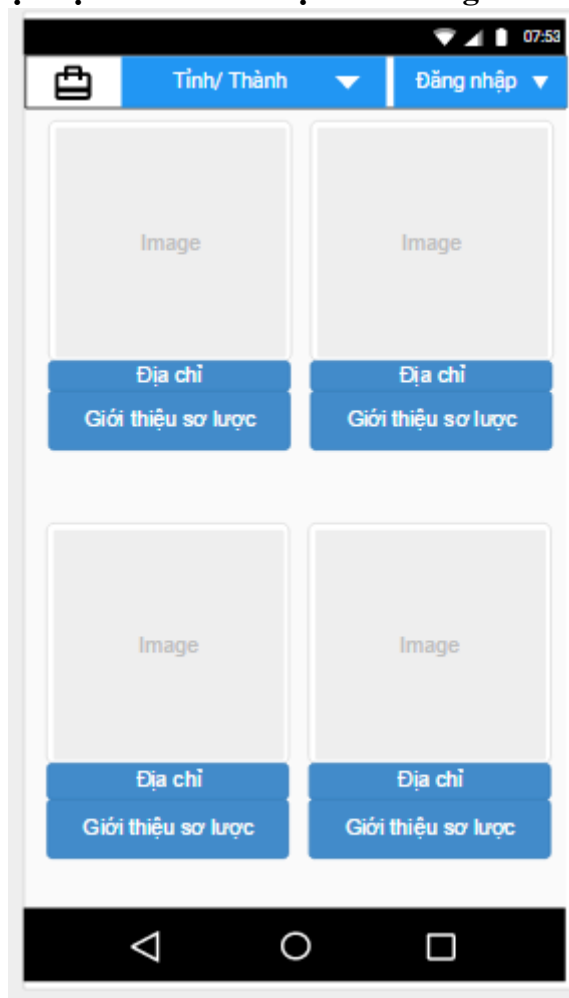 07:53
Tỉnh/ Thành Đăng nhập
Image Image
Địa chỉ Địa chỉ
Giới thiệu sơ lược Giới thiệu sơ lược
Image Image
Địa chỉ Địa chỉ
Giới thiệu sơ lược Giới thiệu sơ lược